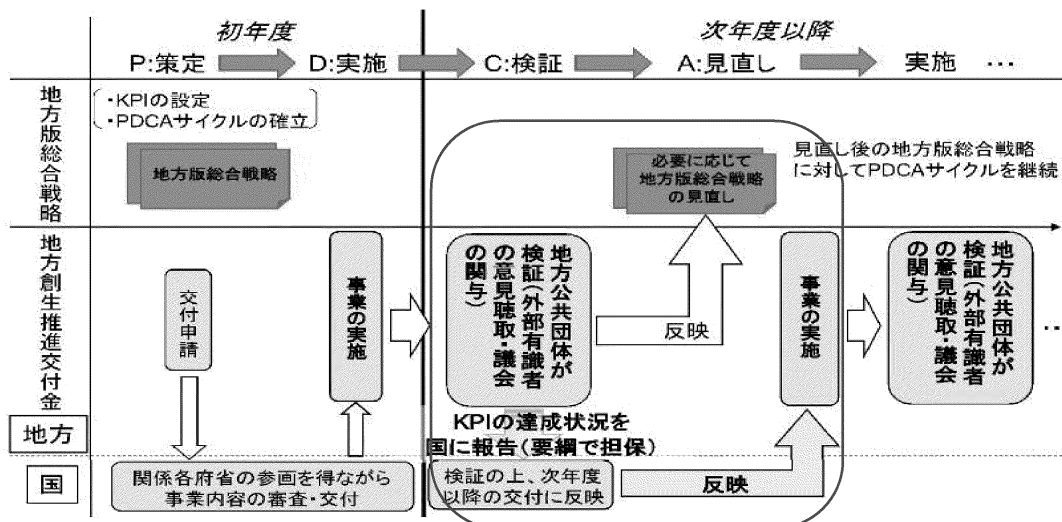 初年度
次年度以降
P:策定
D:実施
C:検証
A:見直し
実施 …
地方版総合戦略
・KPIの設定
・PDCAサイクルの確立
地方版総合戦略
必要に応じて
地方版総合戦略
の見直し
見直し後の地方版総合戦略
に対してPDCAサイクルを継続
地方創生推進交付金
交付申請
事業の実施
地方公共団体が
検証(外部有識者
の意見聴取・議会
の関与)
反映
事業の実施
地方公共団体が
検証(外部有識者
の意見聴取・議会
の関与)
…
地方
KPIの達成状況を
国に報告(要綱で担保)
国
関係各府省の参画を得ながら
事業内容の審査・交付
検証の上、次年度
以降の交付に反映
反映